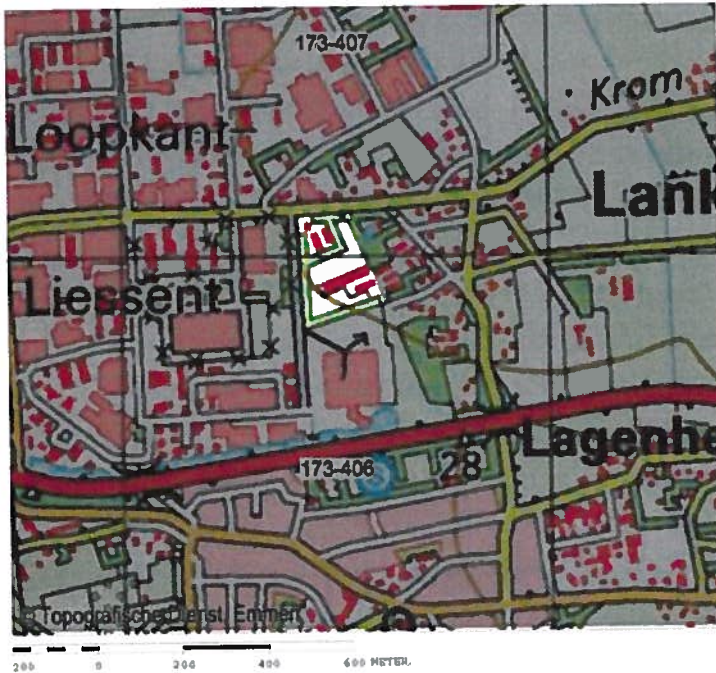 173-407
Krom
Loopkant
Lank
Liessent
Lagenhe
173-406
28
© Topografische Dienst, Emmen
200 0 200 400 600 METER